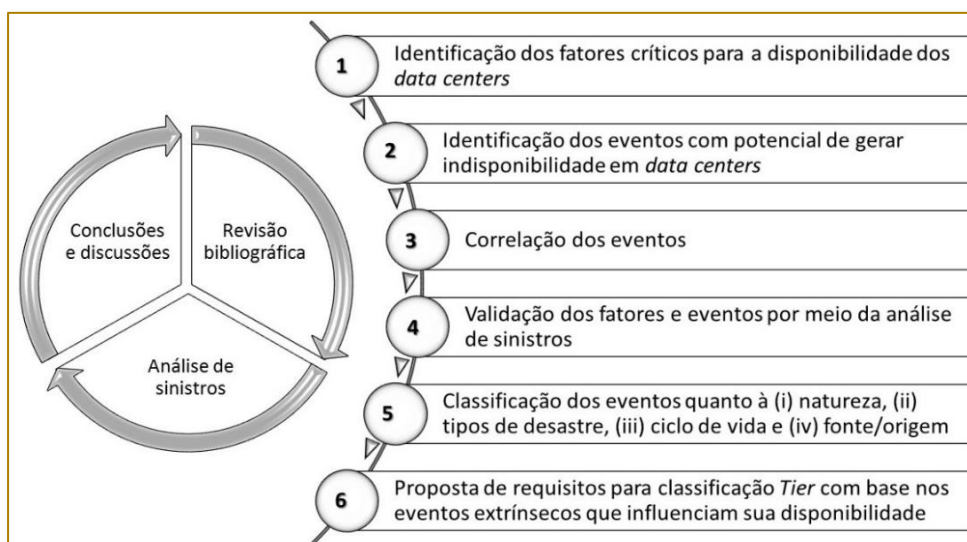 Conclusões
e discussões
Revisão
bibliográfica
Análise de
sinistros
1
Identificação dos fatores críticos para a disponibilidade dos
data centers
2
Identificação dos eventos com potencial de gerar
indisponibilidade em data centers
3
Correlação dos eventos
4
Validação dos fatores e eventos por meio da análise
de sinistros
5
Classificação dos eventos quanto à (i) natureza, (ii)
tipos de desastre, (iii) ciclo de vida e (iv) fonte/origem
6
Proposta de requisitos para classificação Tier com base nos
eventos extrínsecos que influenciam sua disponibilidade